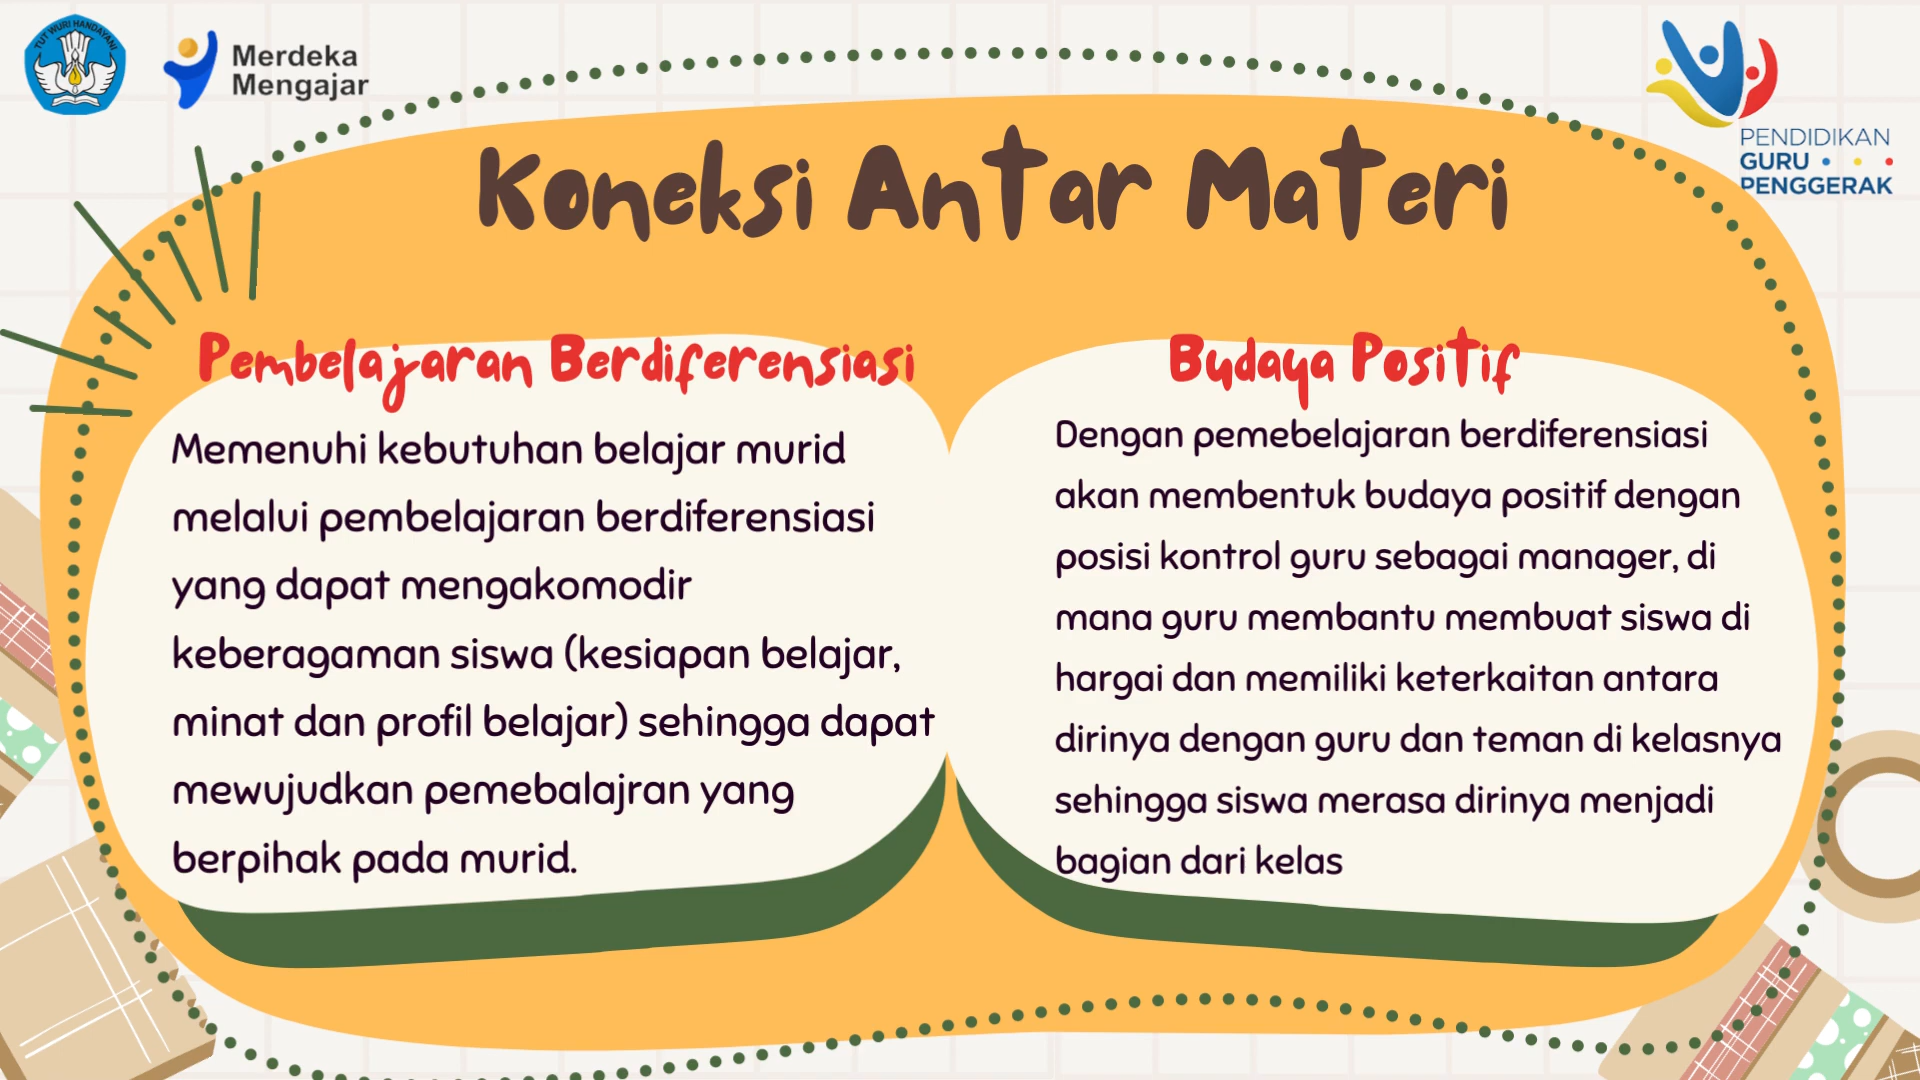 TUT WURI HANDAYANI
Merdeka
Mengajar
PENDIDIKAN
GURU
PENGGERAK
Koneksi Antar Materi
Pembelajaran Berdiferensiasi
Memenuhi kebutuhan belajar murid
melalui pembelajaran berdiferensiasi
yang dapat mengakomodir
keberagaman siswa (kesiapan belajar,
minat dan profil belajar) sehingga dapat
mewujudkan pemebalajran yang
berpihak pada murid.
Budaya Positif
Dengan pemebelajaran berdiferensiasi
akan membentuk budaya positif dengan
posisi kontrol guru sebagai manager, di
mana guru membantu membuat siswa di
hargai dan memiliki keterkaitan antara
dirinya dengan guru dan teman di kelasnya
sehingga siswa merasa dirinya menjadi
bagian dari kelas